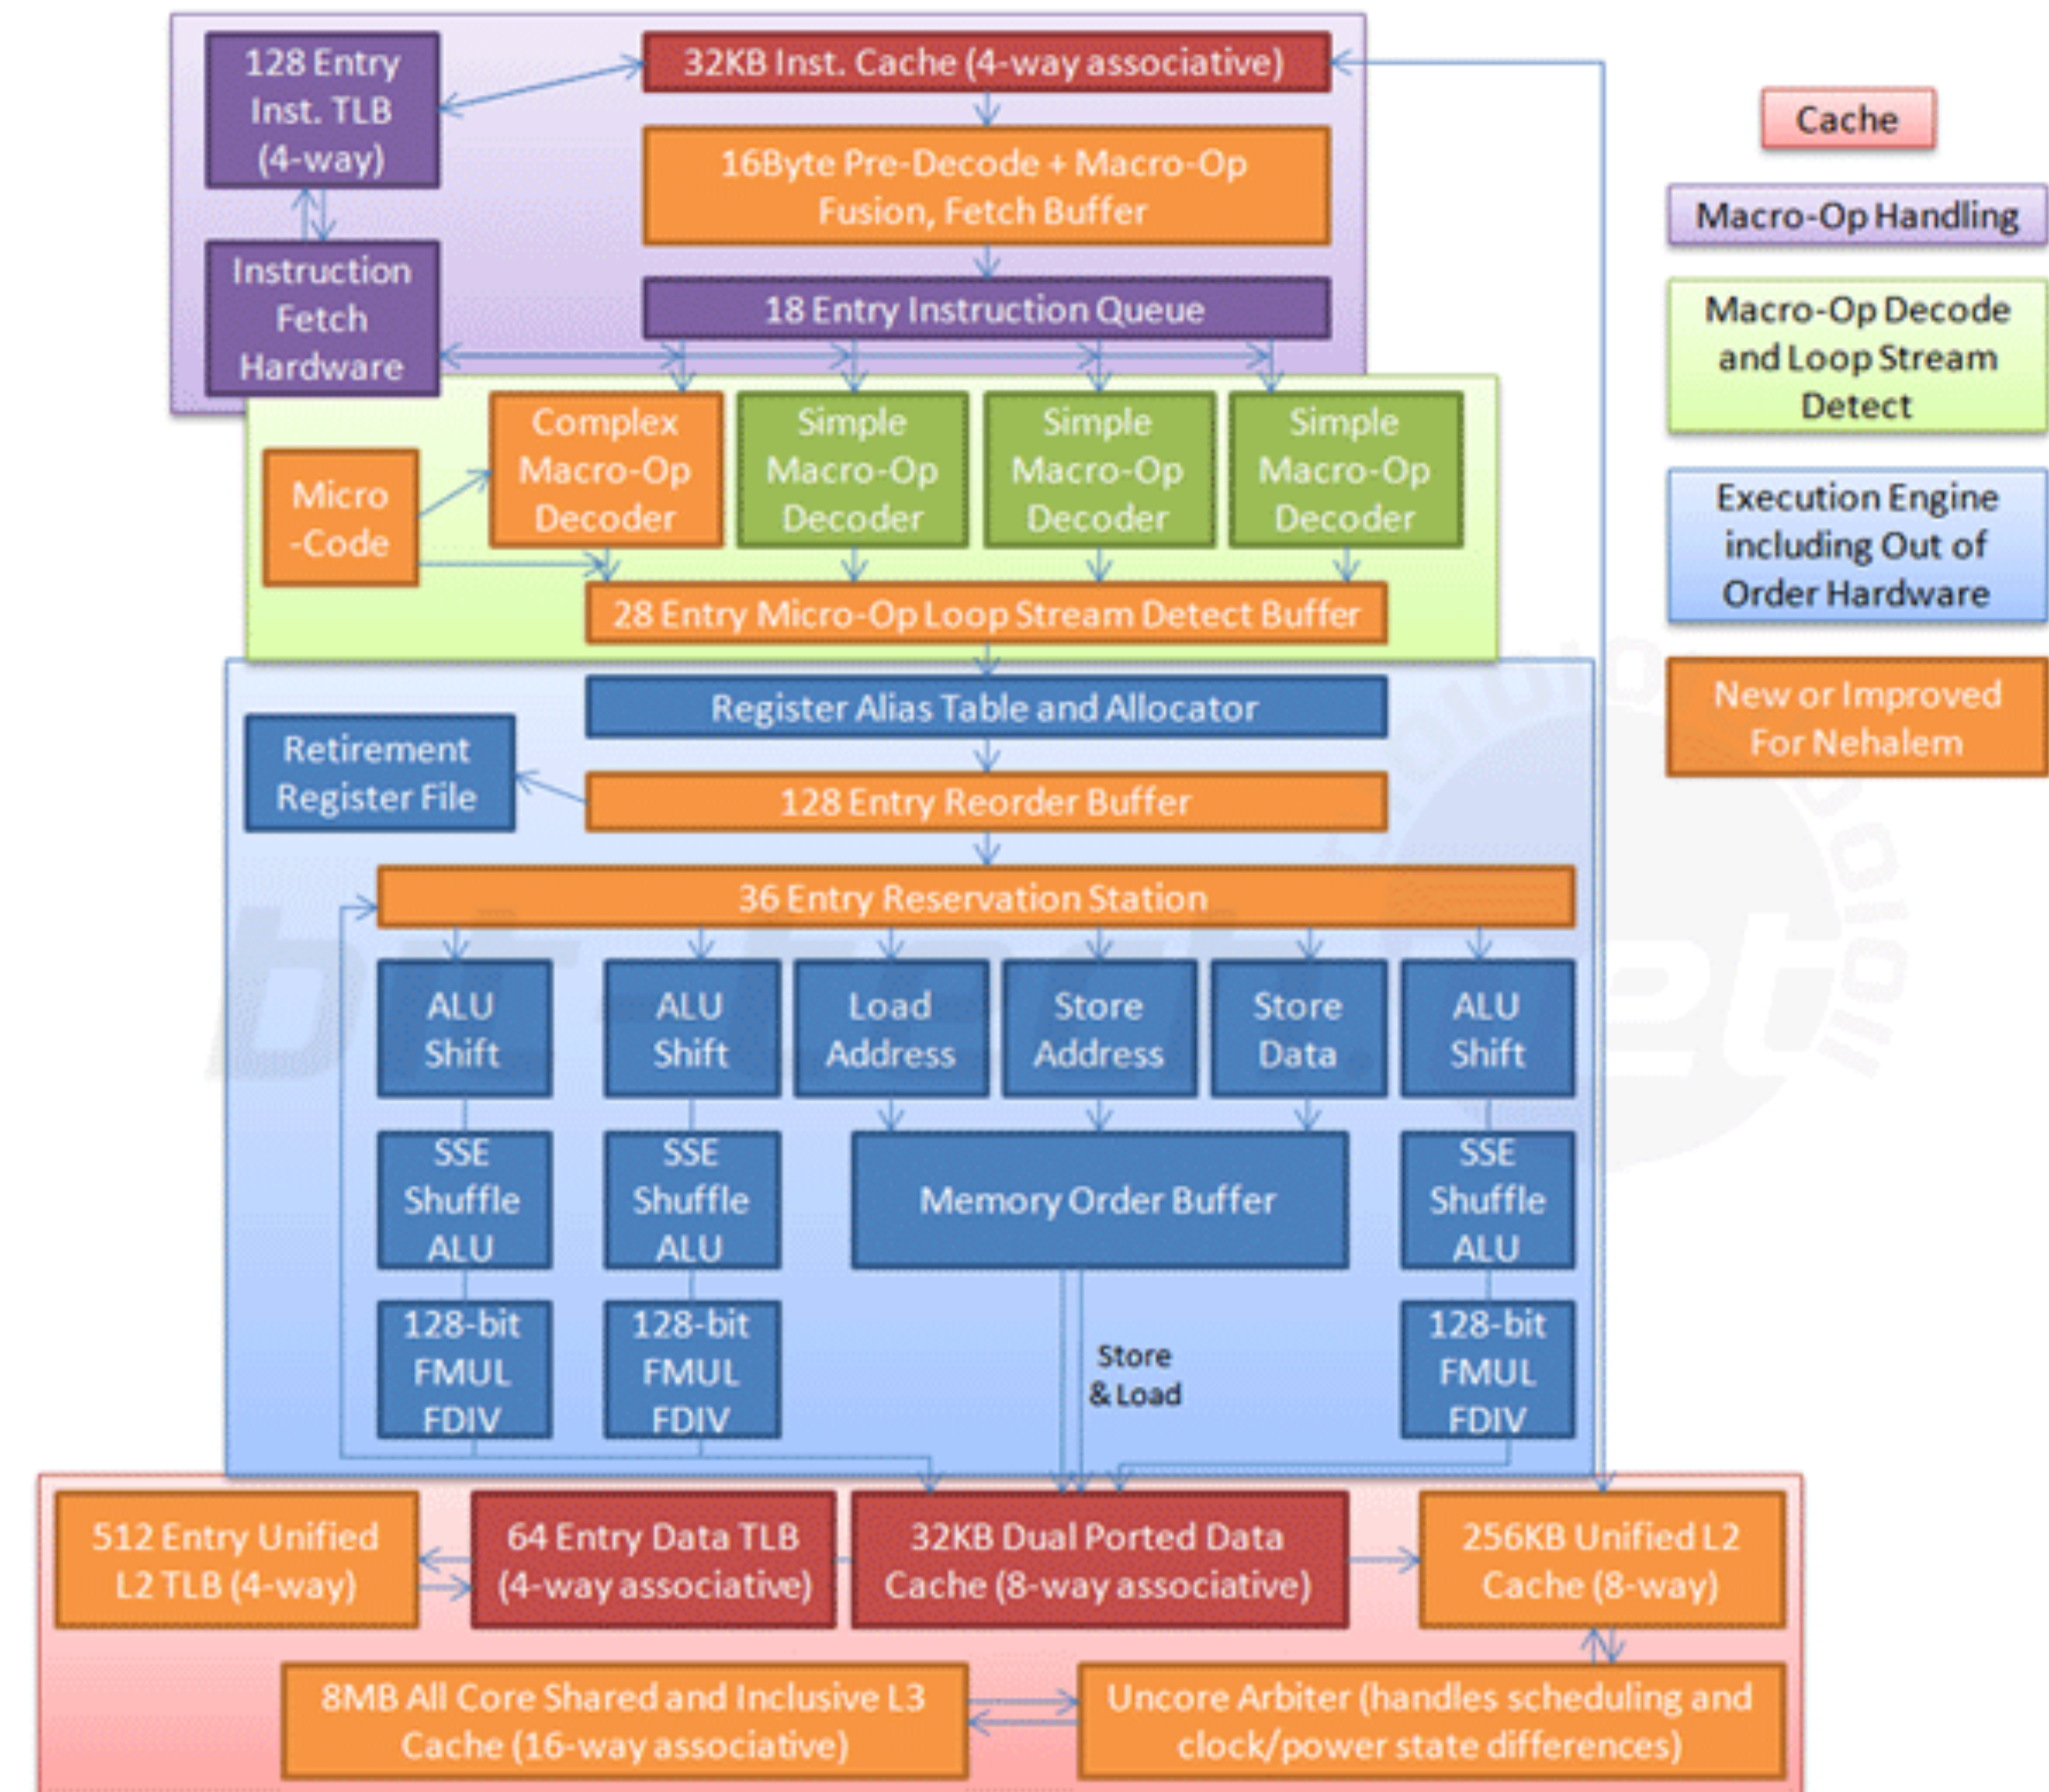 128 Entry
Inst. TLB
(4-way)
32KB Inst. Cache (4-way associative)
16Byte Pre-Decode + Macro-Op
Fusion, Fetch Buffer
Instruction
Fetch
Hardware
18 Entry Instruction Queue
Micro
-Code
Complex
Macro-Op
Decoder
Simple
Macro-Op
Decoder
Simple
Macro-Op
Decoder
Simple
Macro-Op
Decoder
28 Entry Micro-Op Loop Stream Detect Buffer
Register Alias Table and Allocator
Retirement
Register File
128 Entry Reorder Buffer
36 Entry Reservation Station
ALU
Shift
ALU
Shift
Load
Address
Store
Address
Store
Data
ALU
Shift
SSE
Shuffle
ALU
SSE
Shuffle
ALU
Memory Order Buffer
SSE
Shuffle
ALU
128-bit
FMUL
FDIV
128-bit
FMUL
FDIV
Store
& Load
128-bit
FMUL
FDIV
512 Entry Unified
L2 TLB (4-way)
64 Entry Data TLB
(4-way associative)
32KB Dual Ported Data
Cache (8-way associative)
256KB Unified L2
Cache (8-way)
8MB All Core Shared and Inclusive L3
Cache (16-way associative)
Uncore Arbiter (handles scheduling and
clock/power state differences)
Cache
Macro-Op Handling
Macro-Op Decode
and Loop Stream
Detect
Execution Engine
including Out of
Order Hardware
New or Improved
For Nehalem
bit-tech.net